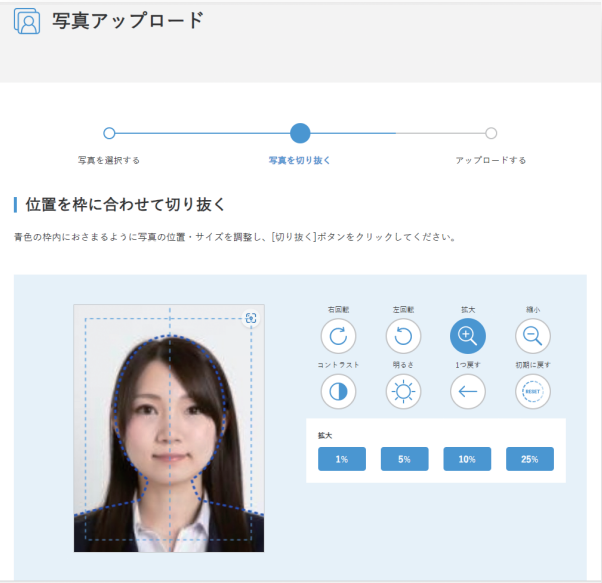 写真アップロード
写真を選択する
写真を切り抜く
アップロードする
位置を枠に合わせて切り抜く
青色の枠内におさまるように写真の位置・サイズを調整し、[切り抜く]ボタンをクリックしてください。
右回転
左回転
拡大
縮小
コントラスト
明るさ
1つ戻す
初期に戻す
RESET
拡大
1%
5%
10%
25%